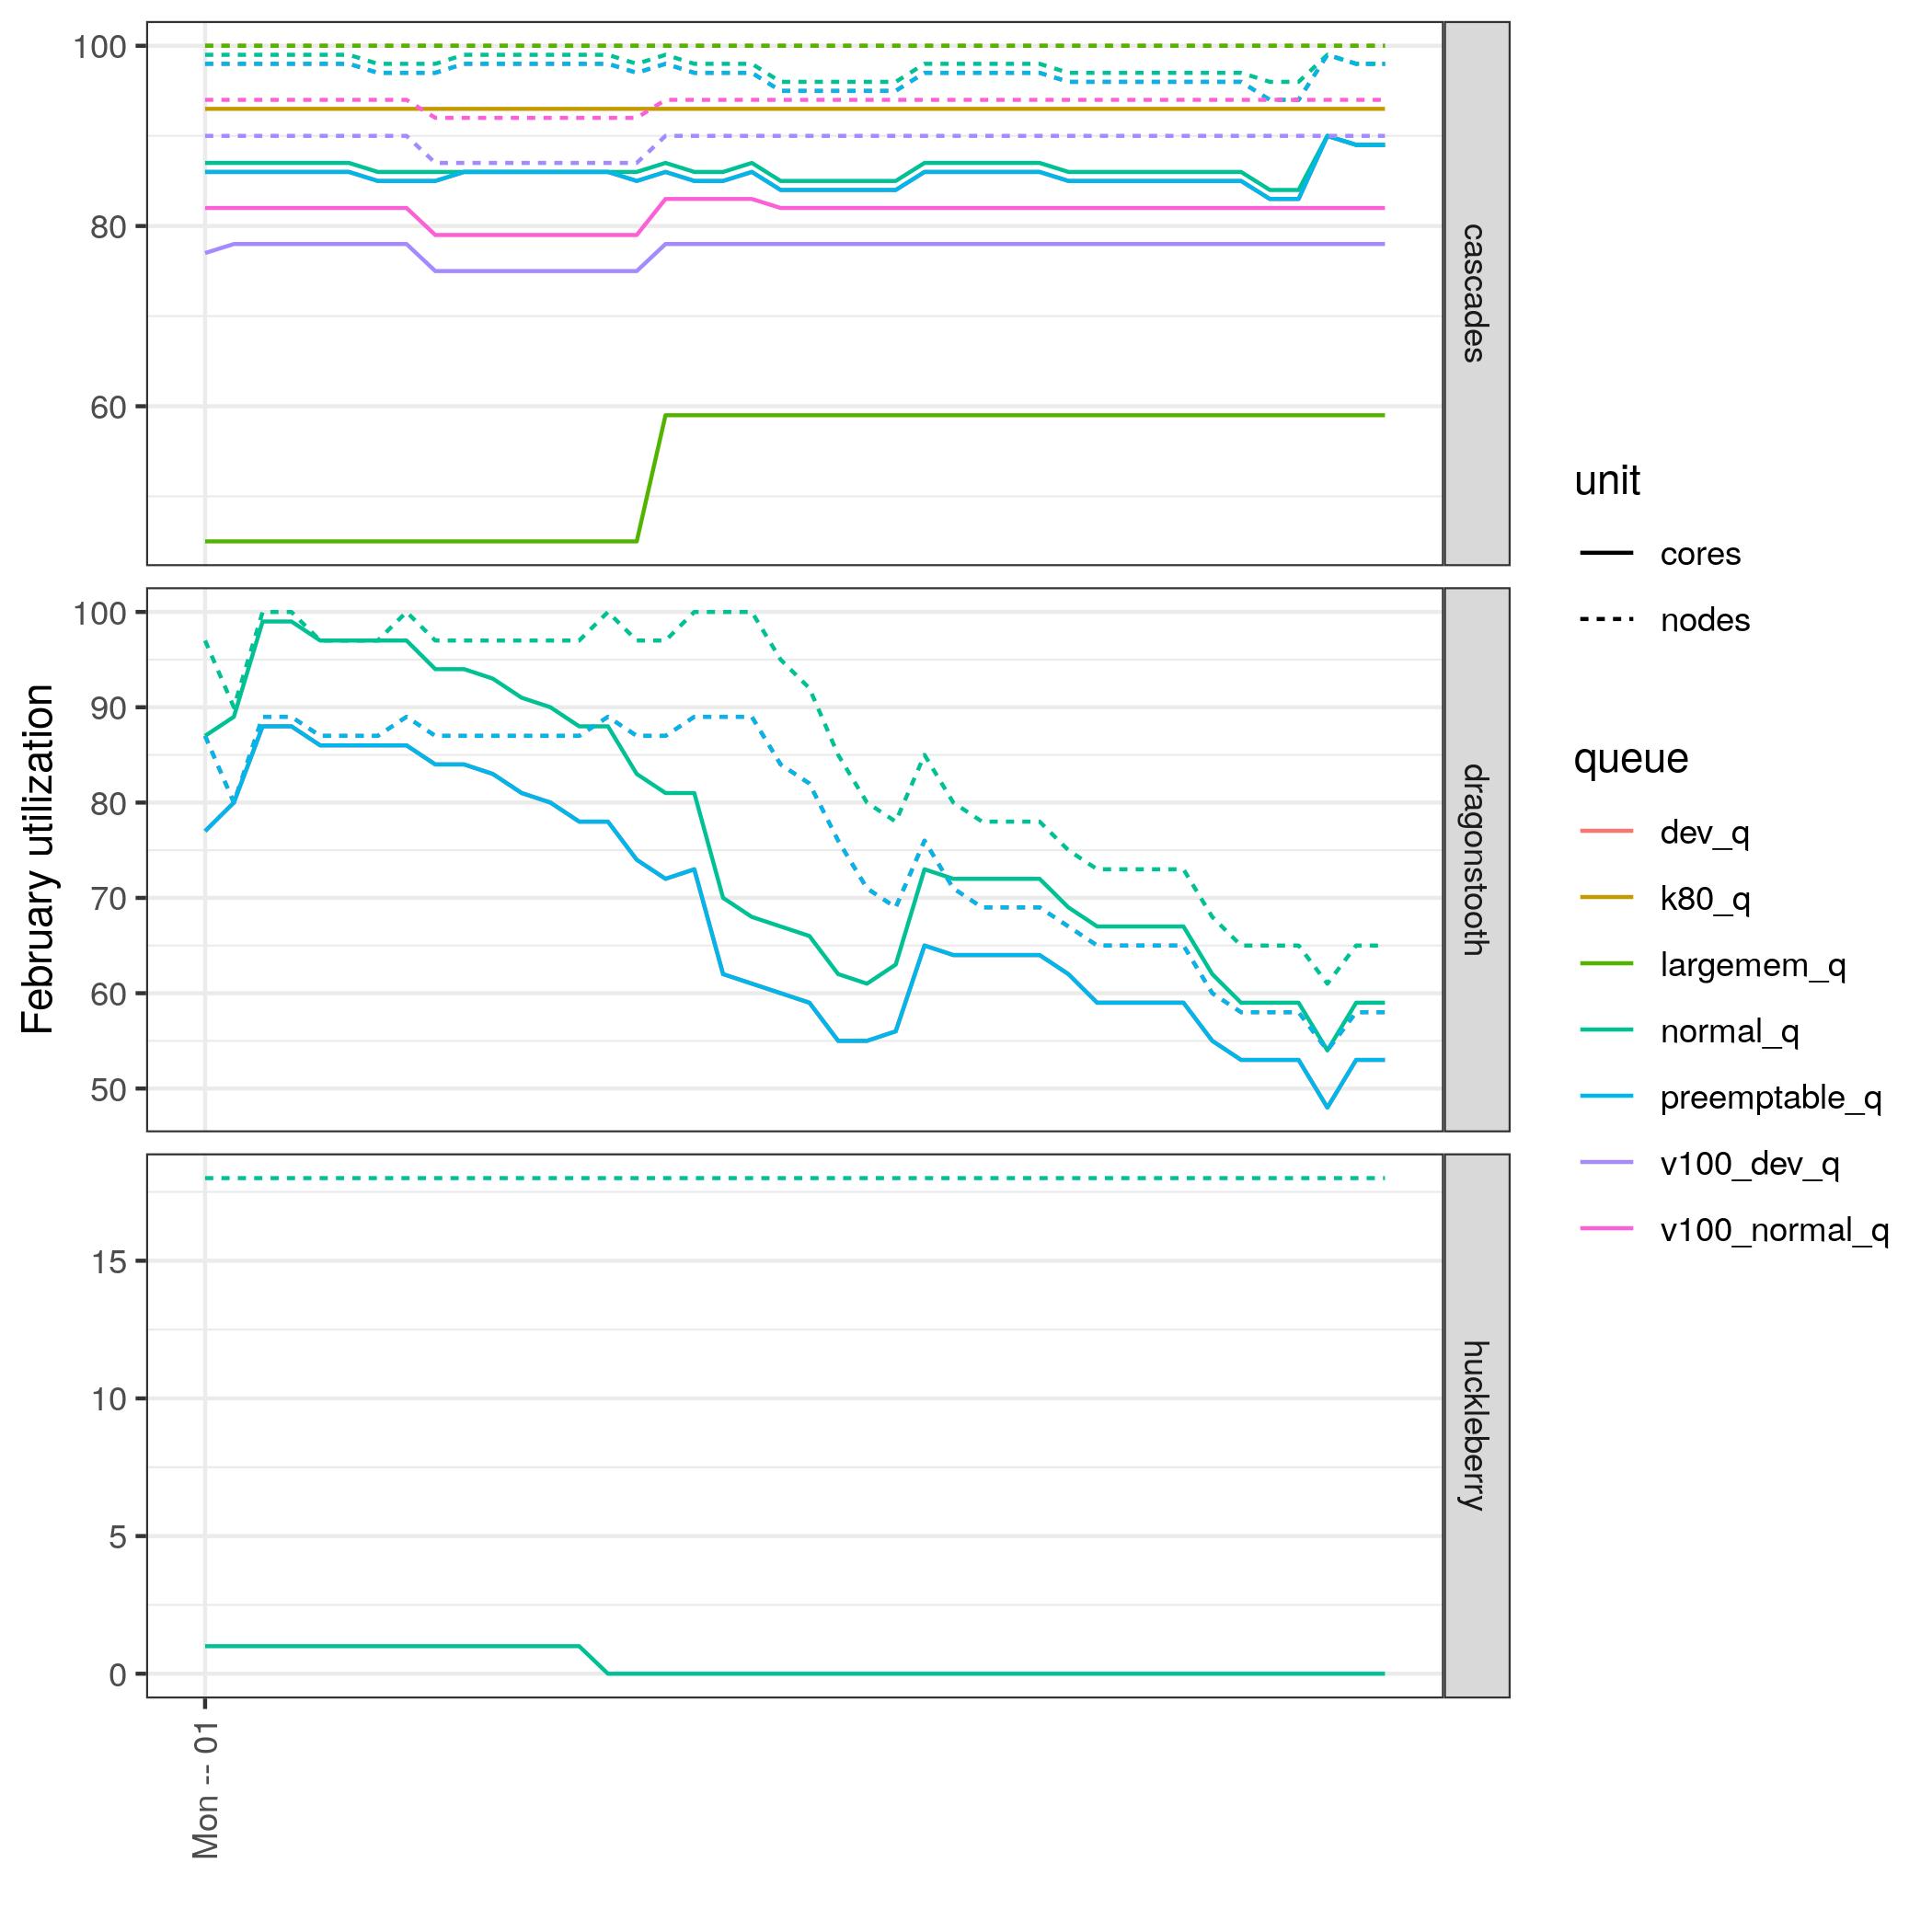 February utilization
100
80
60
cascades
100
90
80
70
60
50
dragonstooth
15
10
5
0
huckleberry
Mon -- 01
unit
cores
nodes
queue
dev_q
k80_q
largemem_q
normal_q
preemptable_q
v100_dev_q
v100_normal_q